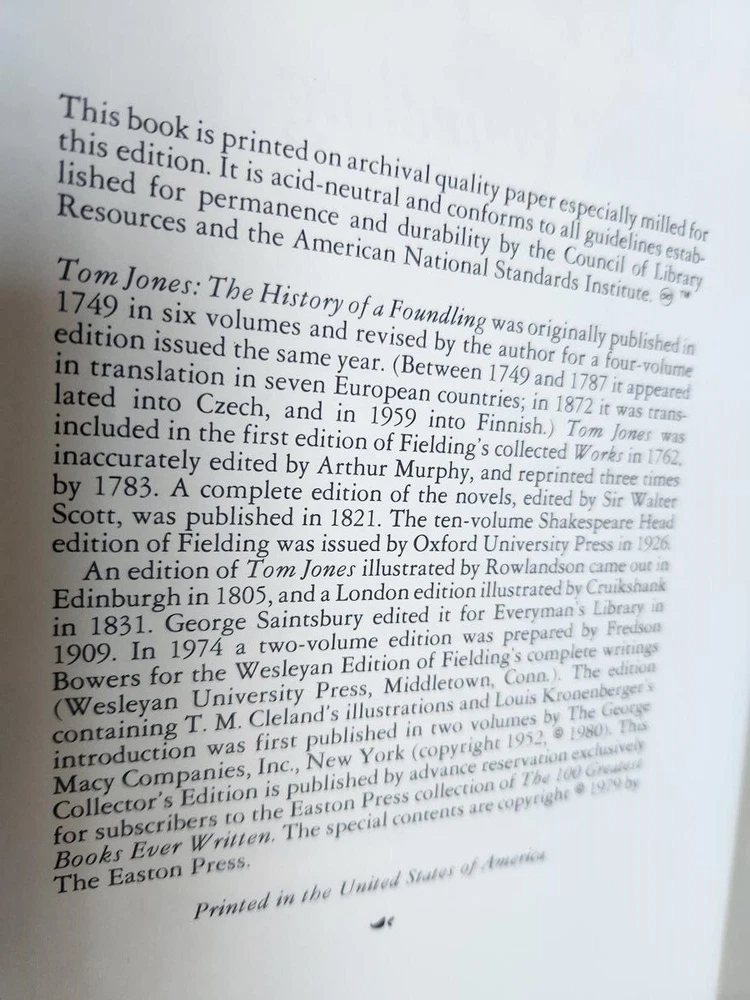 This book is printed on archival quality paper especially milled for
this edition. It is acid-neutral and conforms to all guidelines estab-
lished for permanence and durability by the Council of Library
Resources and the American National Standards Institute. ♾ ™
Tom Jones: The History of a Foundling was originally published in
1749 in six volumes and revised by the author for a four-volume
edition issued the same year. (Between 1749 and 1787 it appeared
in translation in seven European countries; in 1872 it was trans-
lated into Czech, and in 1959 into Finnish.) Tom Jones was
included in the first edition of Fielding's collected Works in 1762,
inaccurately edited by Arthur Murphy, and reprinted three times
by 1783. A complete edition of the novels, edited by Sir Walter
Scott, was published in 1821. The ten-volume Shakespeare Head
edition of Fielding was issued by Oxford University Press in 1926.
An edition of Tom Jones illustrated by Rowlandson came out in
Edinburgh in 1805, and a London edition illustrated by Cruikshank
in 1831. George Saintsbury edited it for Everyman's Library in
1909. In 1974 a two-volume edition was prepared by Fredson
Bowers for the Wesleyan Edition of Fielding's complete writings
(Wesleyan University Press, Middletown, Conn.). The edition
containing T. M. Cleland's illustrations and Louis Kronenberger's
introduction was first published in two volumes by The George
Macy Companies, Inc., New York (copyright 1952, © 1980). This
Collector's Edition is published by advance reservation exclusively
for subscribers to the Easton Press collection of The 100 Greatest
Books Ever Written. The special contents are copyright © 1979 by
The Easton Press.
Printed in the United States of America